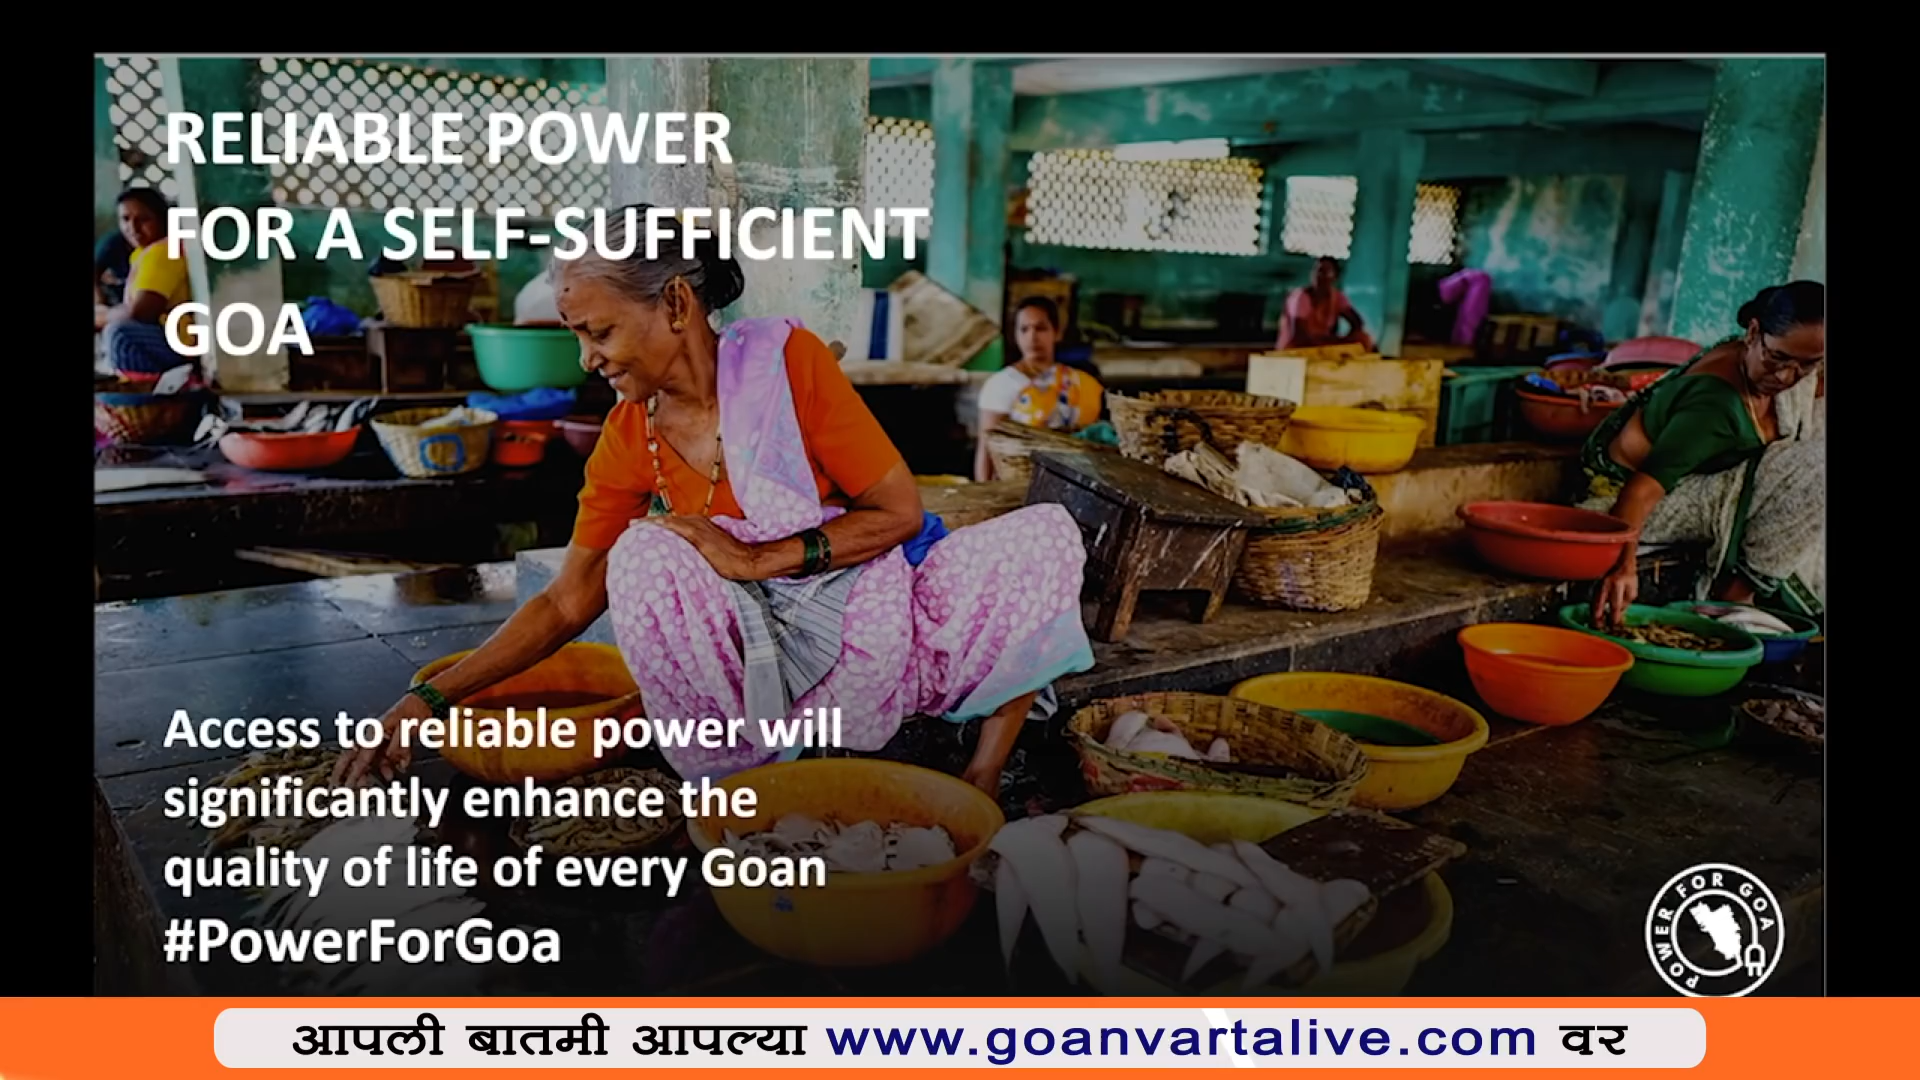 RELIABLE POWER
FOR A SELF-SUFFICIENT
GOA
Access to reliable power will
significantly enhance the
quality of life of every Goan
#PowerForGoa
POWER FOR GOA
आपली बातमी आपल्या www.goanvartalive.com वर